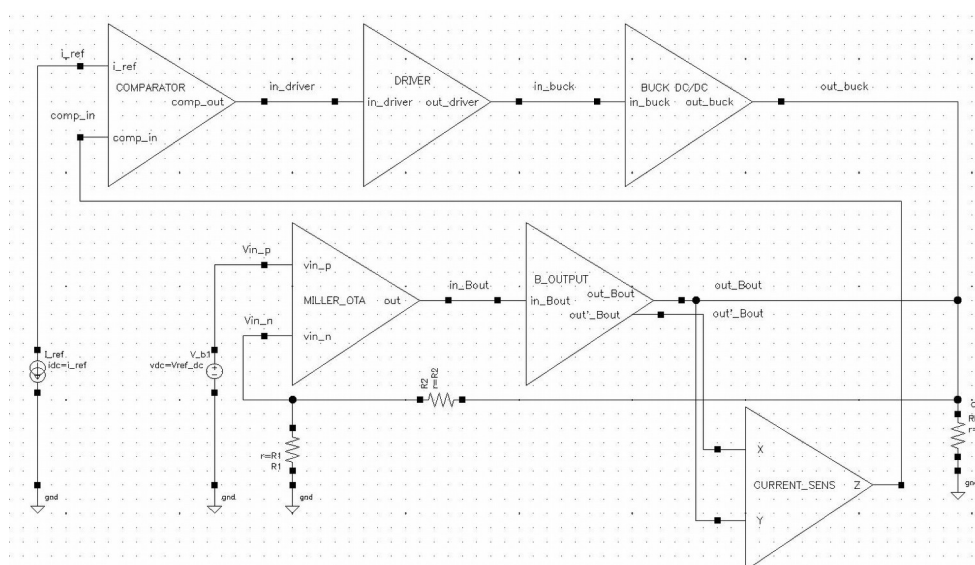 i_ref
i_ref
COMPARATOR
comp_out
comp_in
comp_in
in_driver
DRIVER
in_driver out_driver
in_buck
BUCK DC/DC
in_buck out_buck
out_buck
Vin_p
vin_p
MILLER_OTA out
Vin_n
vin_n
in_Bout
B_OUTPUT
in_Bout out_Bout
out'_Bout
out_Bout
out'_Bout
I_ref
idc=i_ref
V_b1
vdc=Vref_dc
R2
r=R2
r=R1
R1
X
CURRENT_SENS Z
Y
r=
gnd
gnd
gnd
gnd